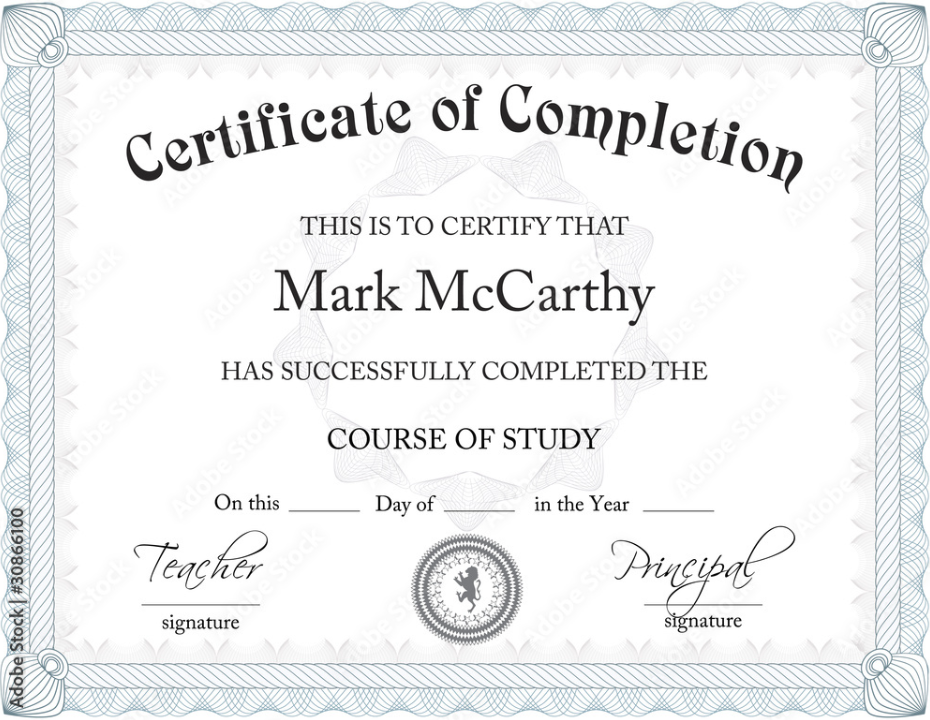 Certificate of Completion
THIS IS TO CERTIFY THAT
Mark McCarthy
HAS SUCCESSFULLY COMPLETED THE
COURSE OF STUDY
On this ______ Day of ______ in the Year ______
Teacher
Principal
signature
signature
Adobe Stock | #30866100